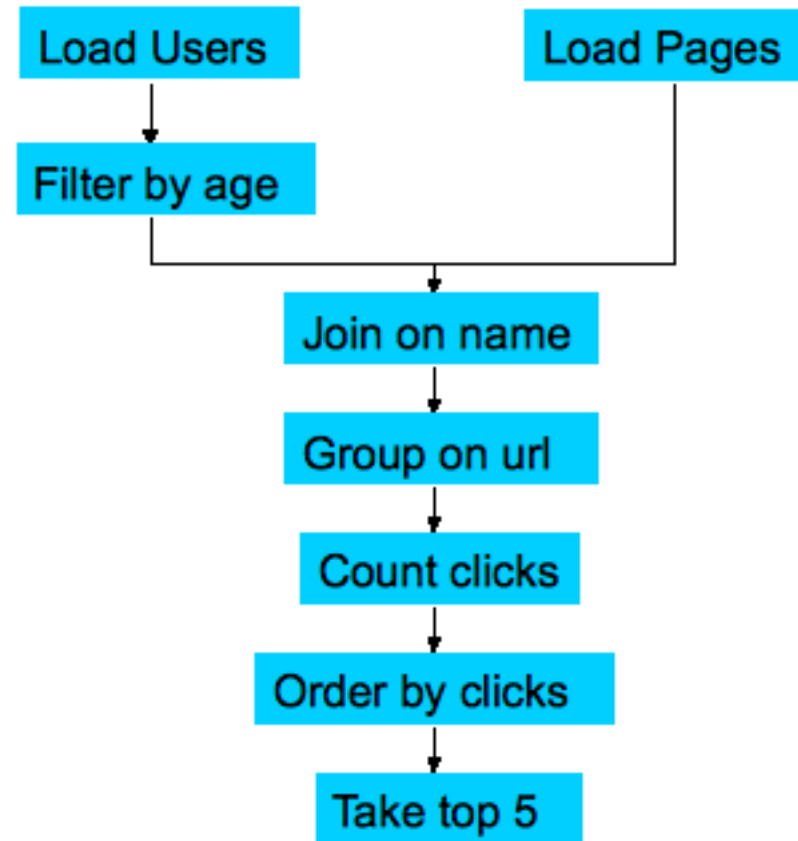 Load Users
Load Pages
Filter by age
Join on name
Group on url
Count clicks
Order by clicks
Take top 5